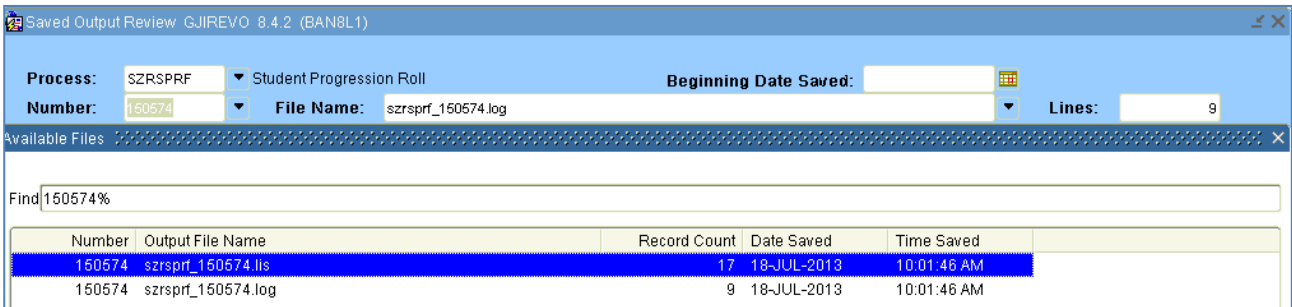 Saved Output Review GJIREVO 8.4.2 (BAN8L1)
Process: SZRSPRF Student Progression Roll Beginning Date Saved:
Number: 150574 File Name: szrsprf_150574.log Lines: 9
Available Files
Find 150574%
Number Output File Name Record Count Date Saved Time Saved
150574 szrsprf_150574.lis 17 18-JUL-2013 10:01:46 AM
150574 szrsprf_150574.log 9 18-JUL-2013 10:01:46 AM